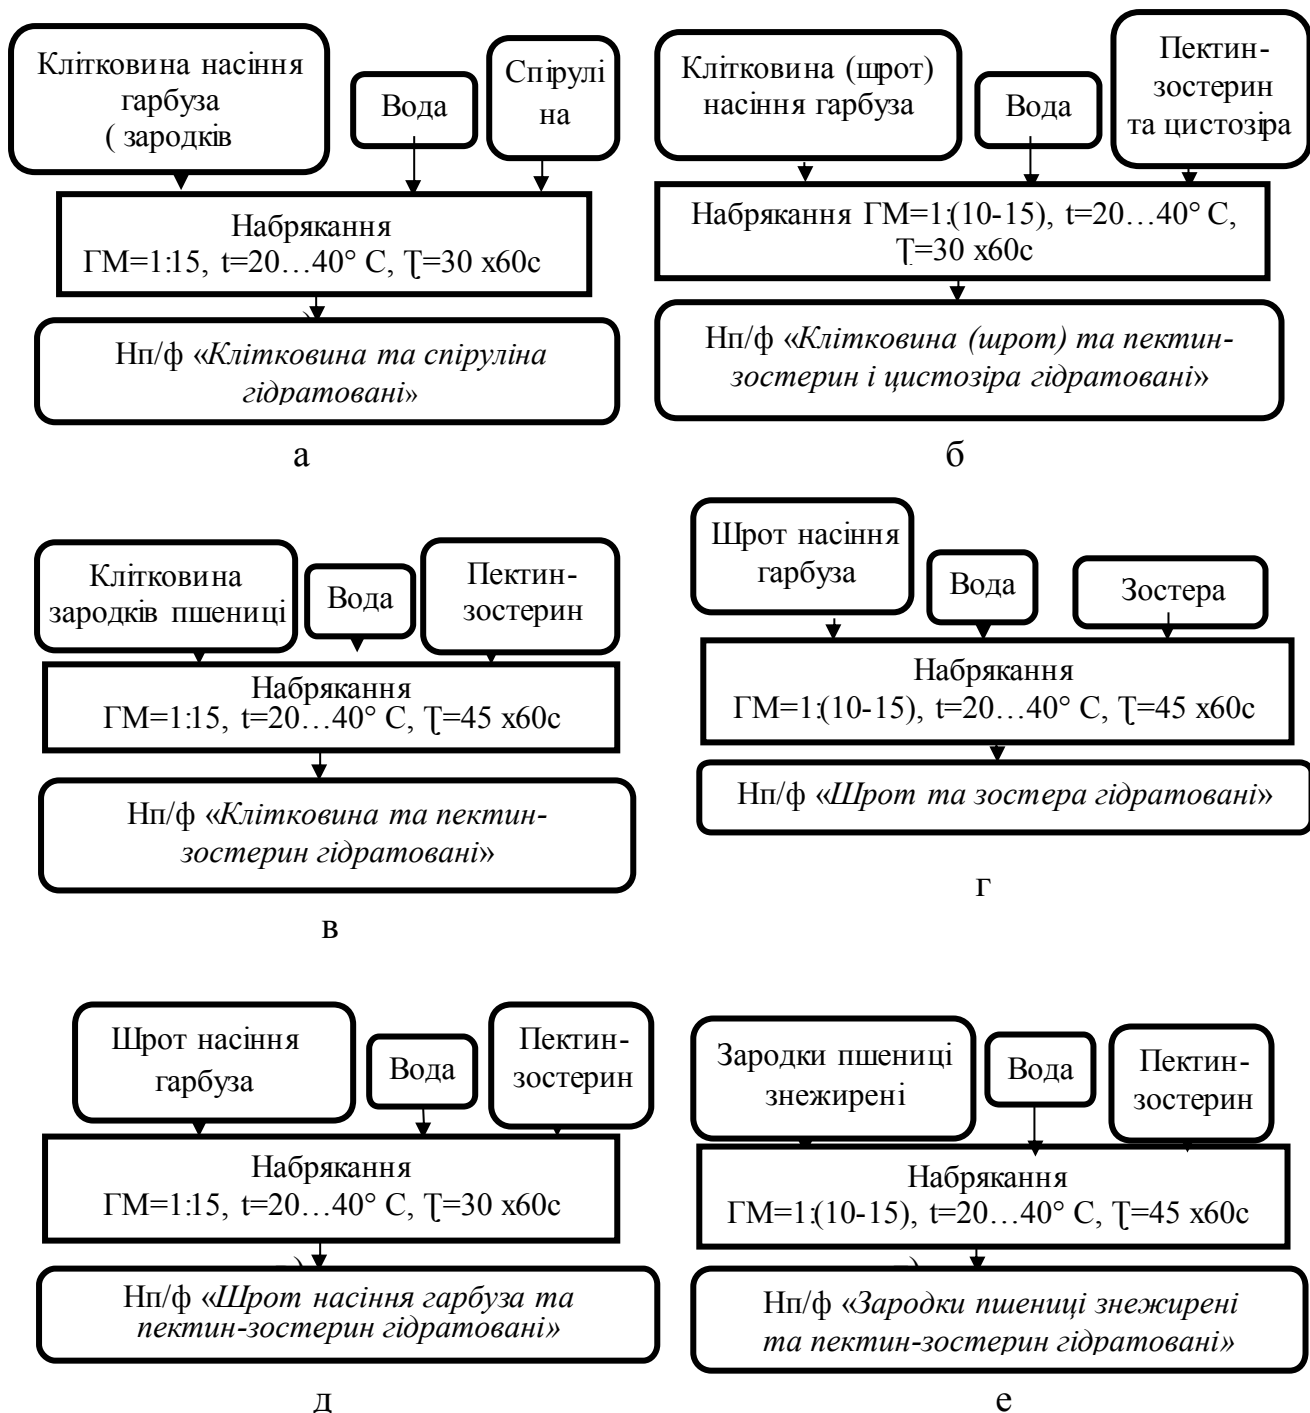 Клітковина насіння
гарбуза
( зародків
Вода
Спірулі
на
Набрякання
ГМ=1:15, t=20…40° С, Ʈ=30 х60с
Нп/ф «Клітковина та спіруліна
гідратовані»
а
Клітковина (шрот)
насіння гарбуза
Вода
Пектин-
зостерин
та цистозіра
Набрякання ГМ=1:(10-15), t=20…40° С,
Ʈ=30 х60с
Нп/ф «Клітковина (шрот) та пектин-
зостерин і цистозіра гідратовані»
б
Клітковина
зародків пшениці
Вода
Пектин-
зостерин
Набрякання
ГМ=1:15, t=20…40° С, Ʈ=45 х60с
Нп/ф «Клітковина та пектин-
зостерин гідратовані»
в
Шрот насіння
гарбуза
Вода
Зостера
Набрякання
ГМ=1:(10-15), t=20…40° С, Ʈ=45 х60с
Нп/ф «Шрот та зостера гідратовані»
г
Шрот насіння
гарбуза
Вода
Пектин-
зостерин
Набрякання
ГМ=1:15, t=20…40° С, Ʈ=30 х60с
Нп/ф «Шрот насіння гарбуза та
пектин-зостерин гідратовані»
д
Зародки пшениці
знежирені
Вода
Пектин-
зостерин
Набрякання
ГМ=1:(10-15), t=20…40° С, Ʈ=45 х60с
Нп/ф «Зародки пшениці знежирені
та пектин-зостерин гідратовані»
е